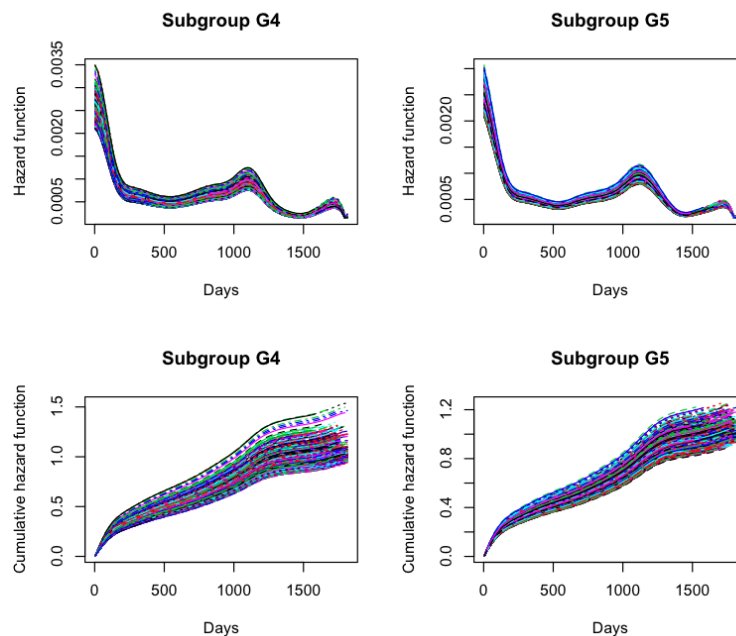 Subgroup G4
Hazard function
0.0005
0.0020
0.0035
0 500 1000 1500
Days
Subgroup G5
Hazard function
0.0005
0.0020
0 500 1000 1500
Days
Subgroup G4
Cumulative hazard function
0.0 0.5 1.0 1.5
0 500 1000 1500
Days
Subgroup G5
Cumulative hazard function
0.0 0.4 0.8 1.2
0 500 1000 1500
Days